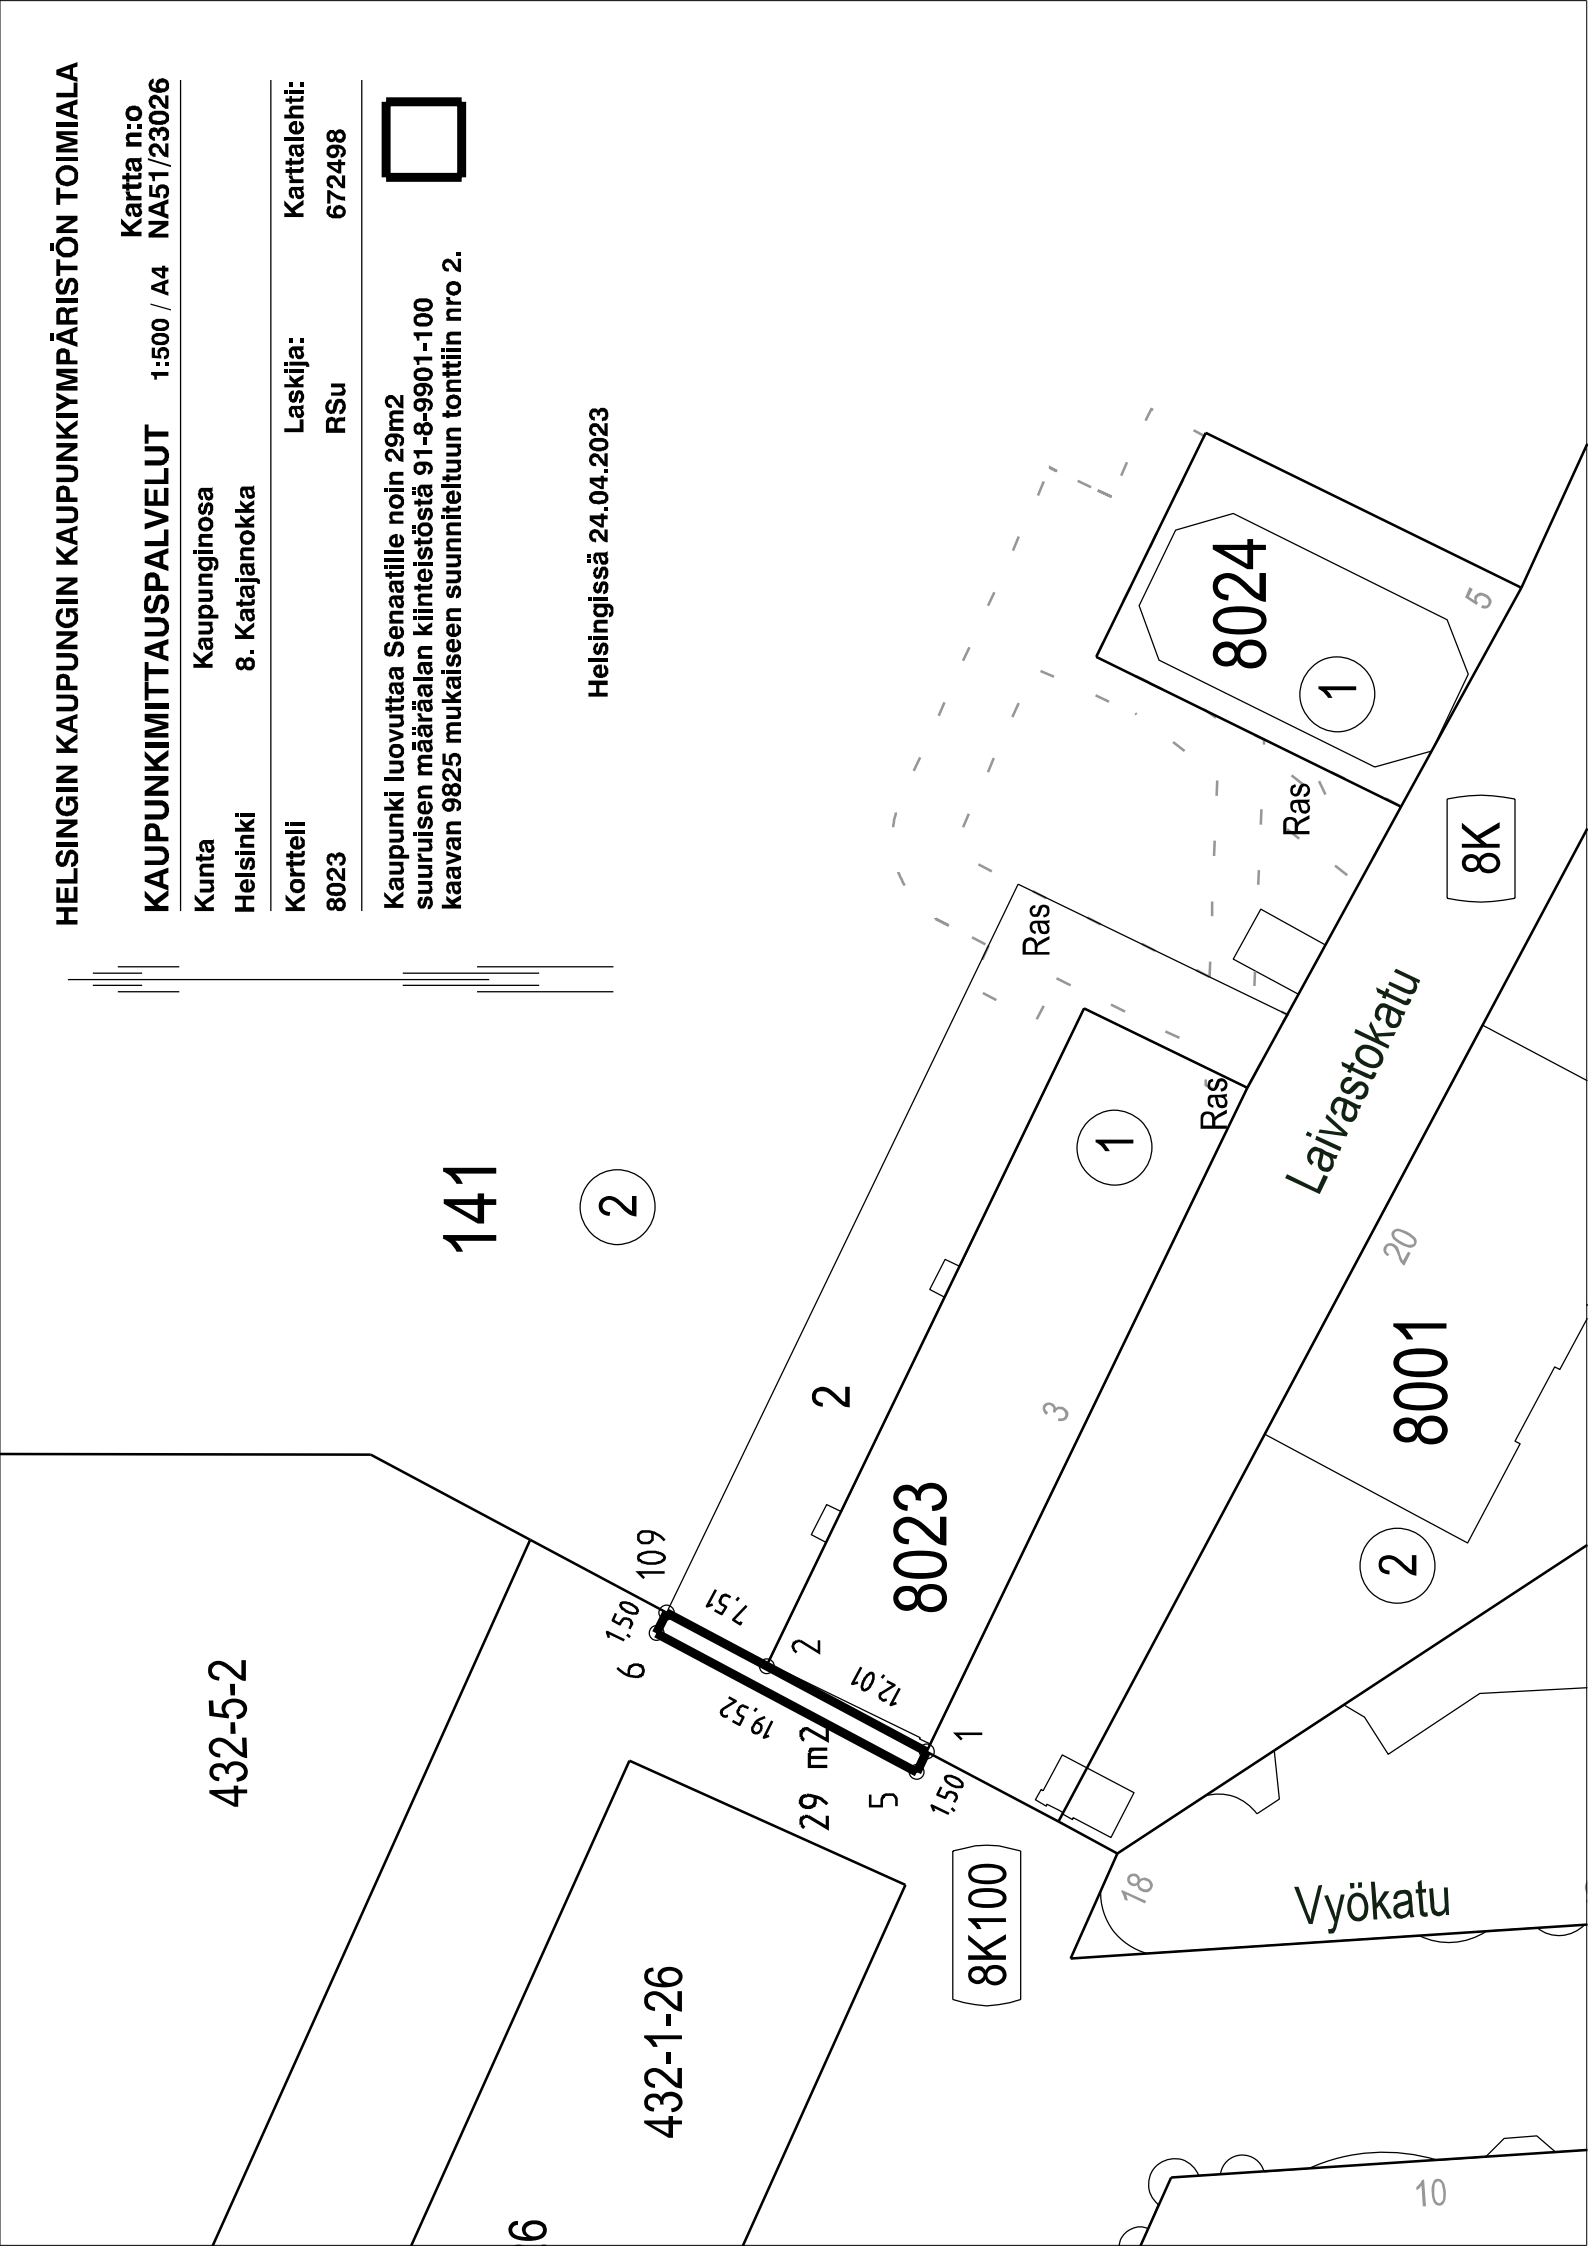 HELSINGIN KAUPUNGIN KAUPUNKIYMPÄRISTÖN TOIMIALA
Kartta n:o
KAUPUNKIMITTAUSPALVELUT 1:500 / A4 NA51/23026
Kunta Kaupunginosa
Helsinki 8. Katajanokka
Kortteli Laskija: Karttalehti:
8023 RSu 672498
Kaupunki luovuttaa Senaatille noin 29m2
suuruisen määräalan kiinteistöstä 91-8-9901-100
kaavan 9825 mukaiseen suunniteltuun tonttiin nro 2.
Helsingissä 24.04.2023
141
2
432-5-2
109
1.50
6
7.51
2
19.52
12.01
29 m2
5
1
1.50
2
8023
3
1
Ras
Ras
Ras
8024
1
5
8K
Laivastokatu
20
8001
2
8K100
18
Vyökatu
432-1-26
6
10